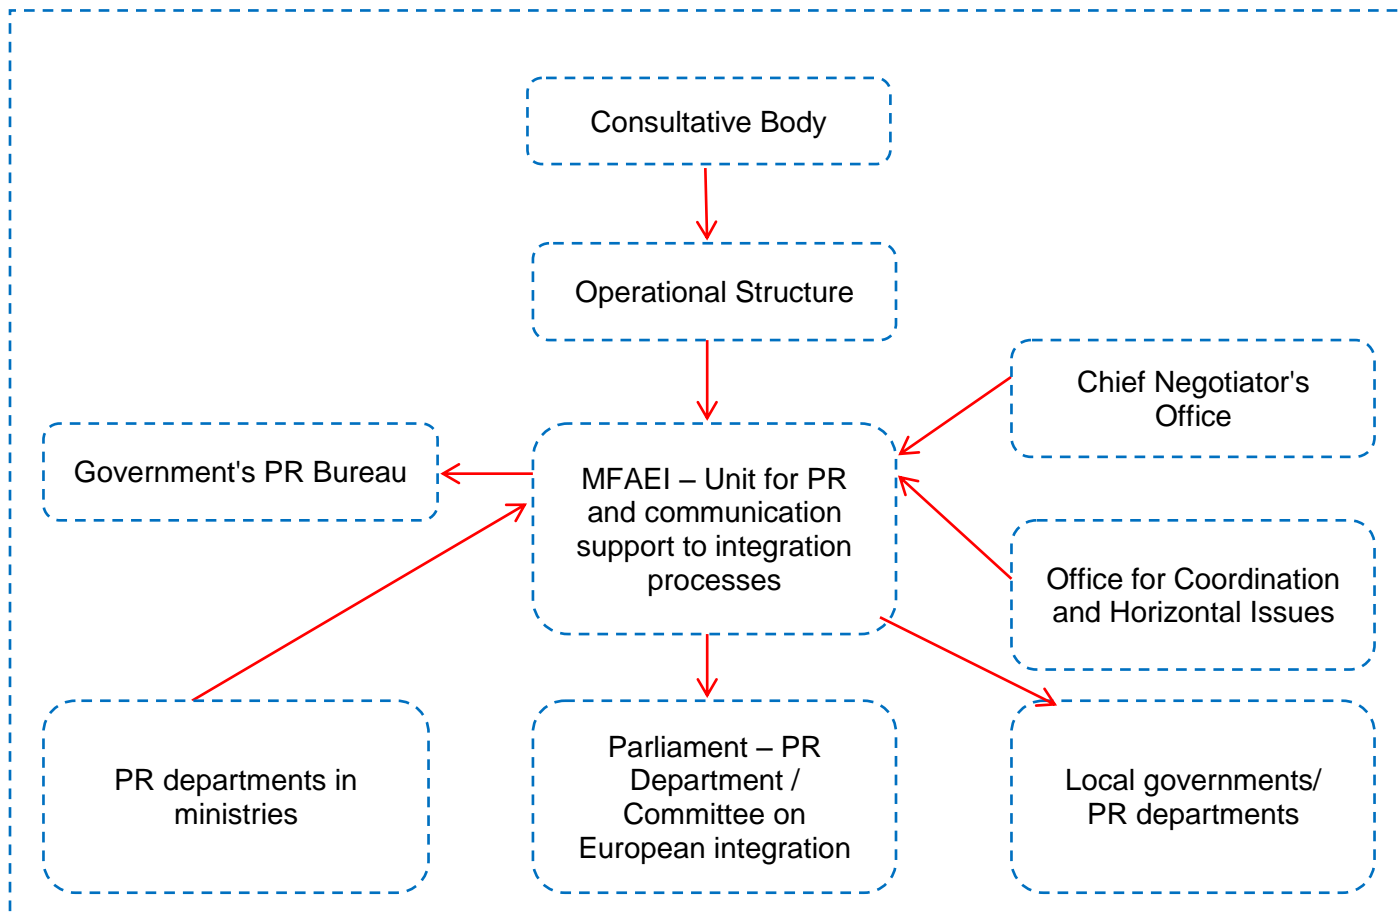 Consultative Body
Operational Structure
Chief Negotiator's
Office
Government's PR Bureau
MFAEI – Unit for PR
and communication
support to integration
processes
Office for Coordination
and Horizontal Issues
PR departments in
ministries
Parliament – PR
Department /
Committee on
European integration
Local governments/
PR departments